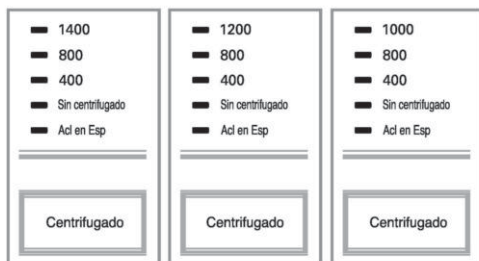 1400
800
400
Sin centrifugado
Acl en Esp
Centrifugado
1200
800
400
Sin centrifugado
Acl en Esp
Centrifugado
1000
800
400
Sin centrifugado
Acl en Esp
Centrifugado